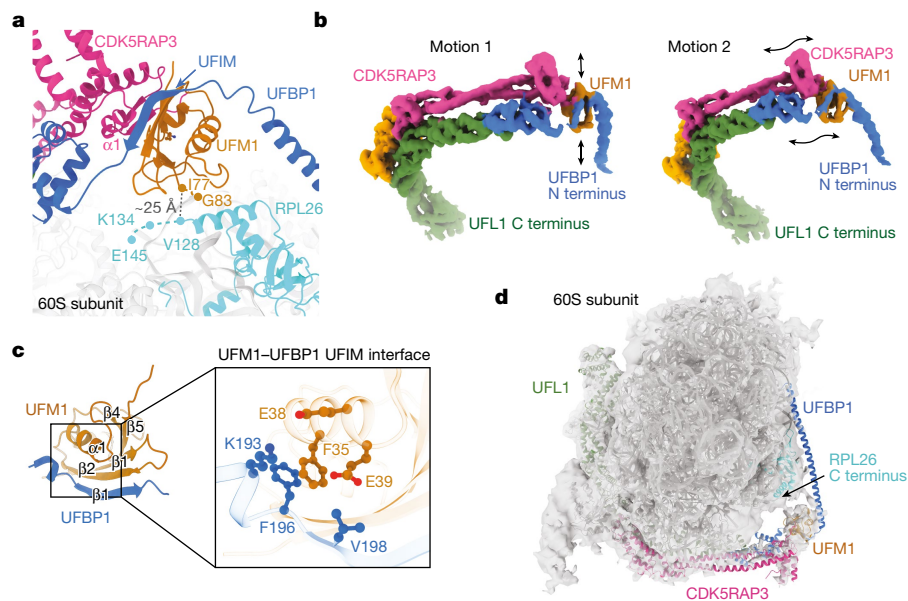 a
CDK5RAP3
UFIM
UFBP1
α1
UFM1
I77
G83
~25 Å
K134
RPL26
V128
E145
60S subunit
b
Motion 1
CDK5RAP3
UFM1
UFBP1
N terminus
UFL1 C terminus
Motion 2
CDK5RAP3
UFM1
UFBP1
N terminus
UFL1 C terminus
c
UFM1–UFBP1 UFIM interface
UFM1
β4
β5
α1
β2
β1
β1
UFBP1
E38
K193
F35
E39
F196
V198
d
60S subunit
UFL1
UFBP1
RPL26
C terminus
UFM1
CDK5RAP3